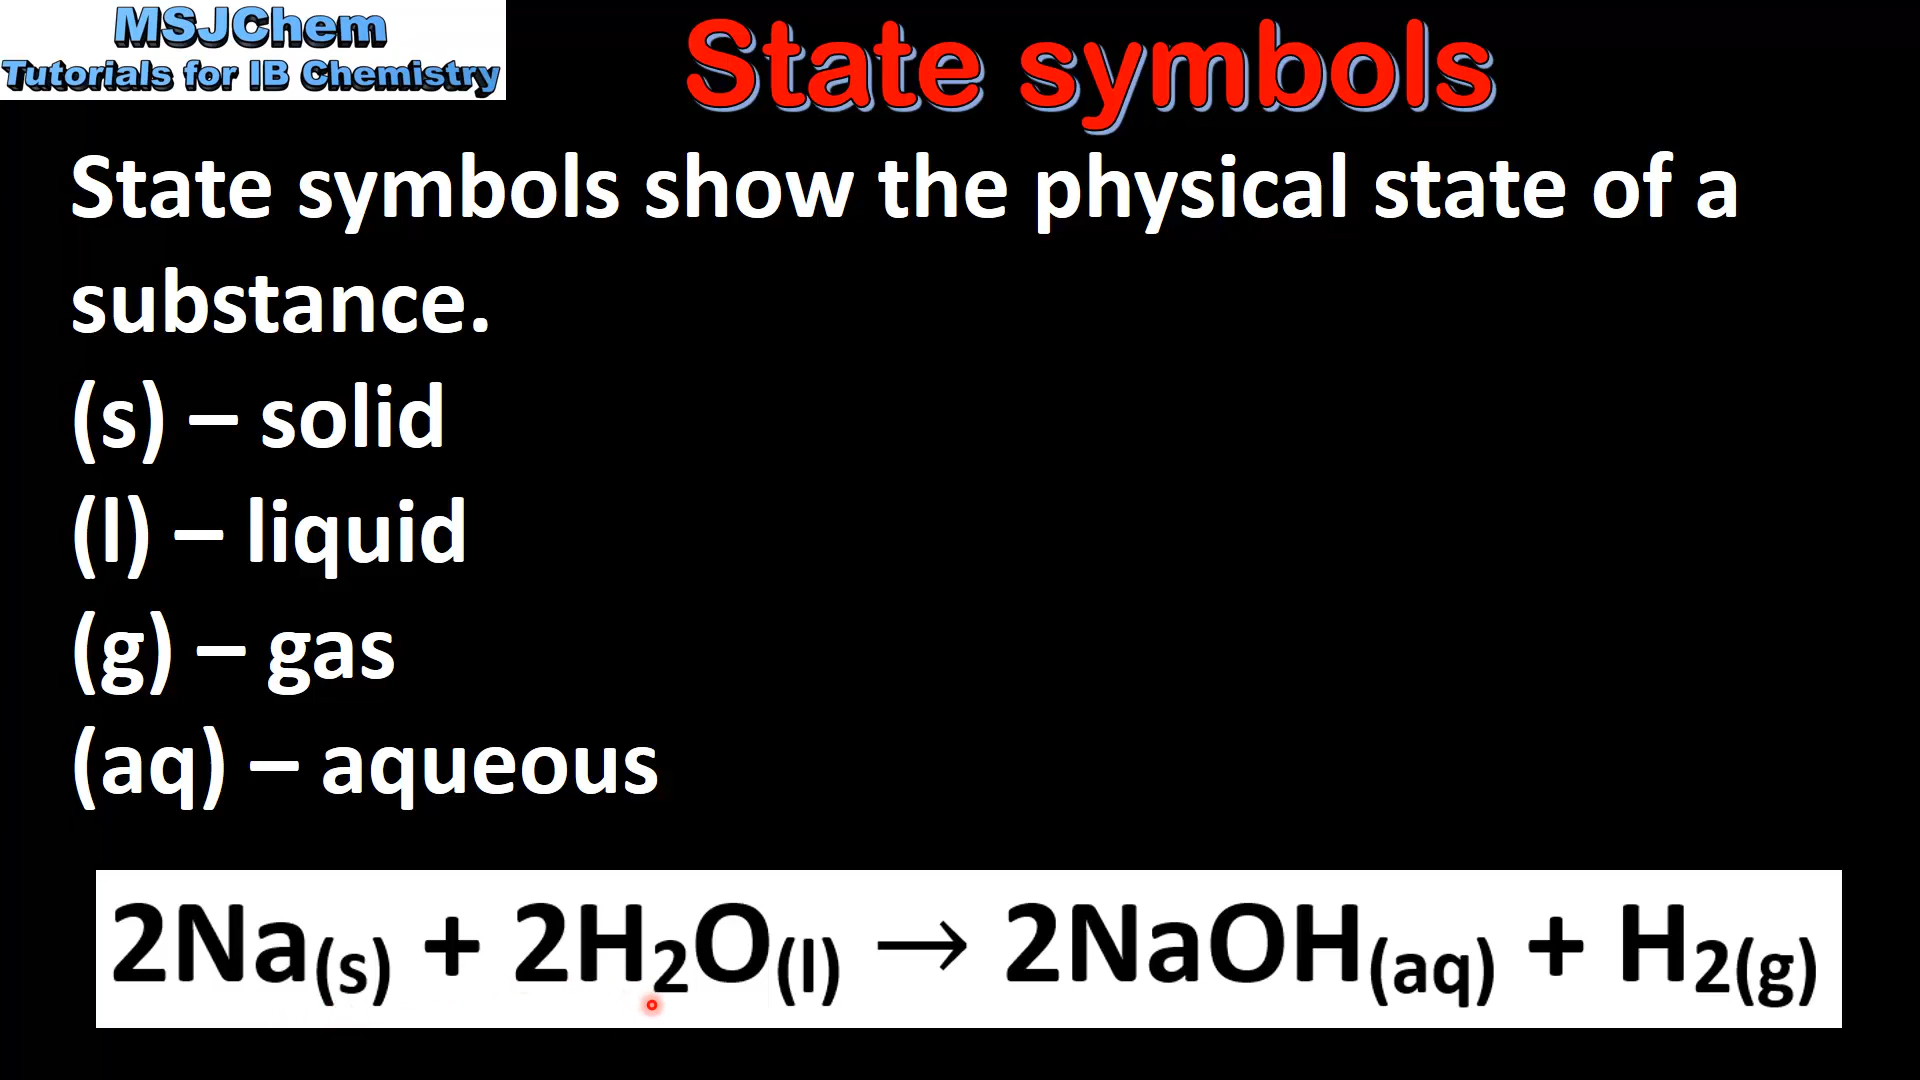 MSJChem
Tutorials for IB Chemistry
State symbols
State symbols show the physical state of a
substance.
(s) – solid
(l) – liquid
(g) – gas
(aq) – aqueous
2Na(s) + 2H₂O(l) → 2NaOH(aq) + H₂(g)